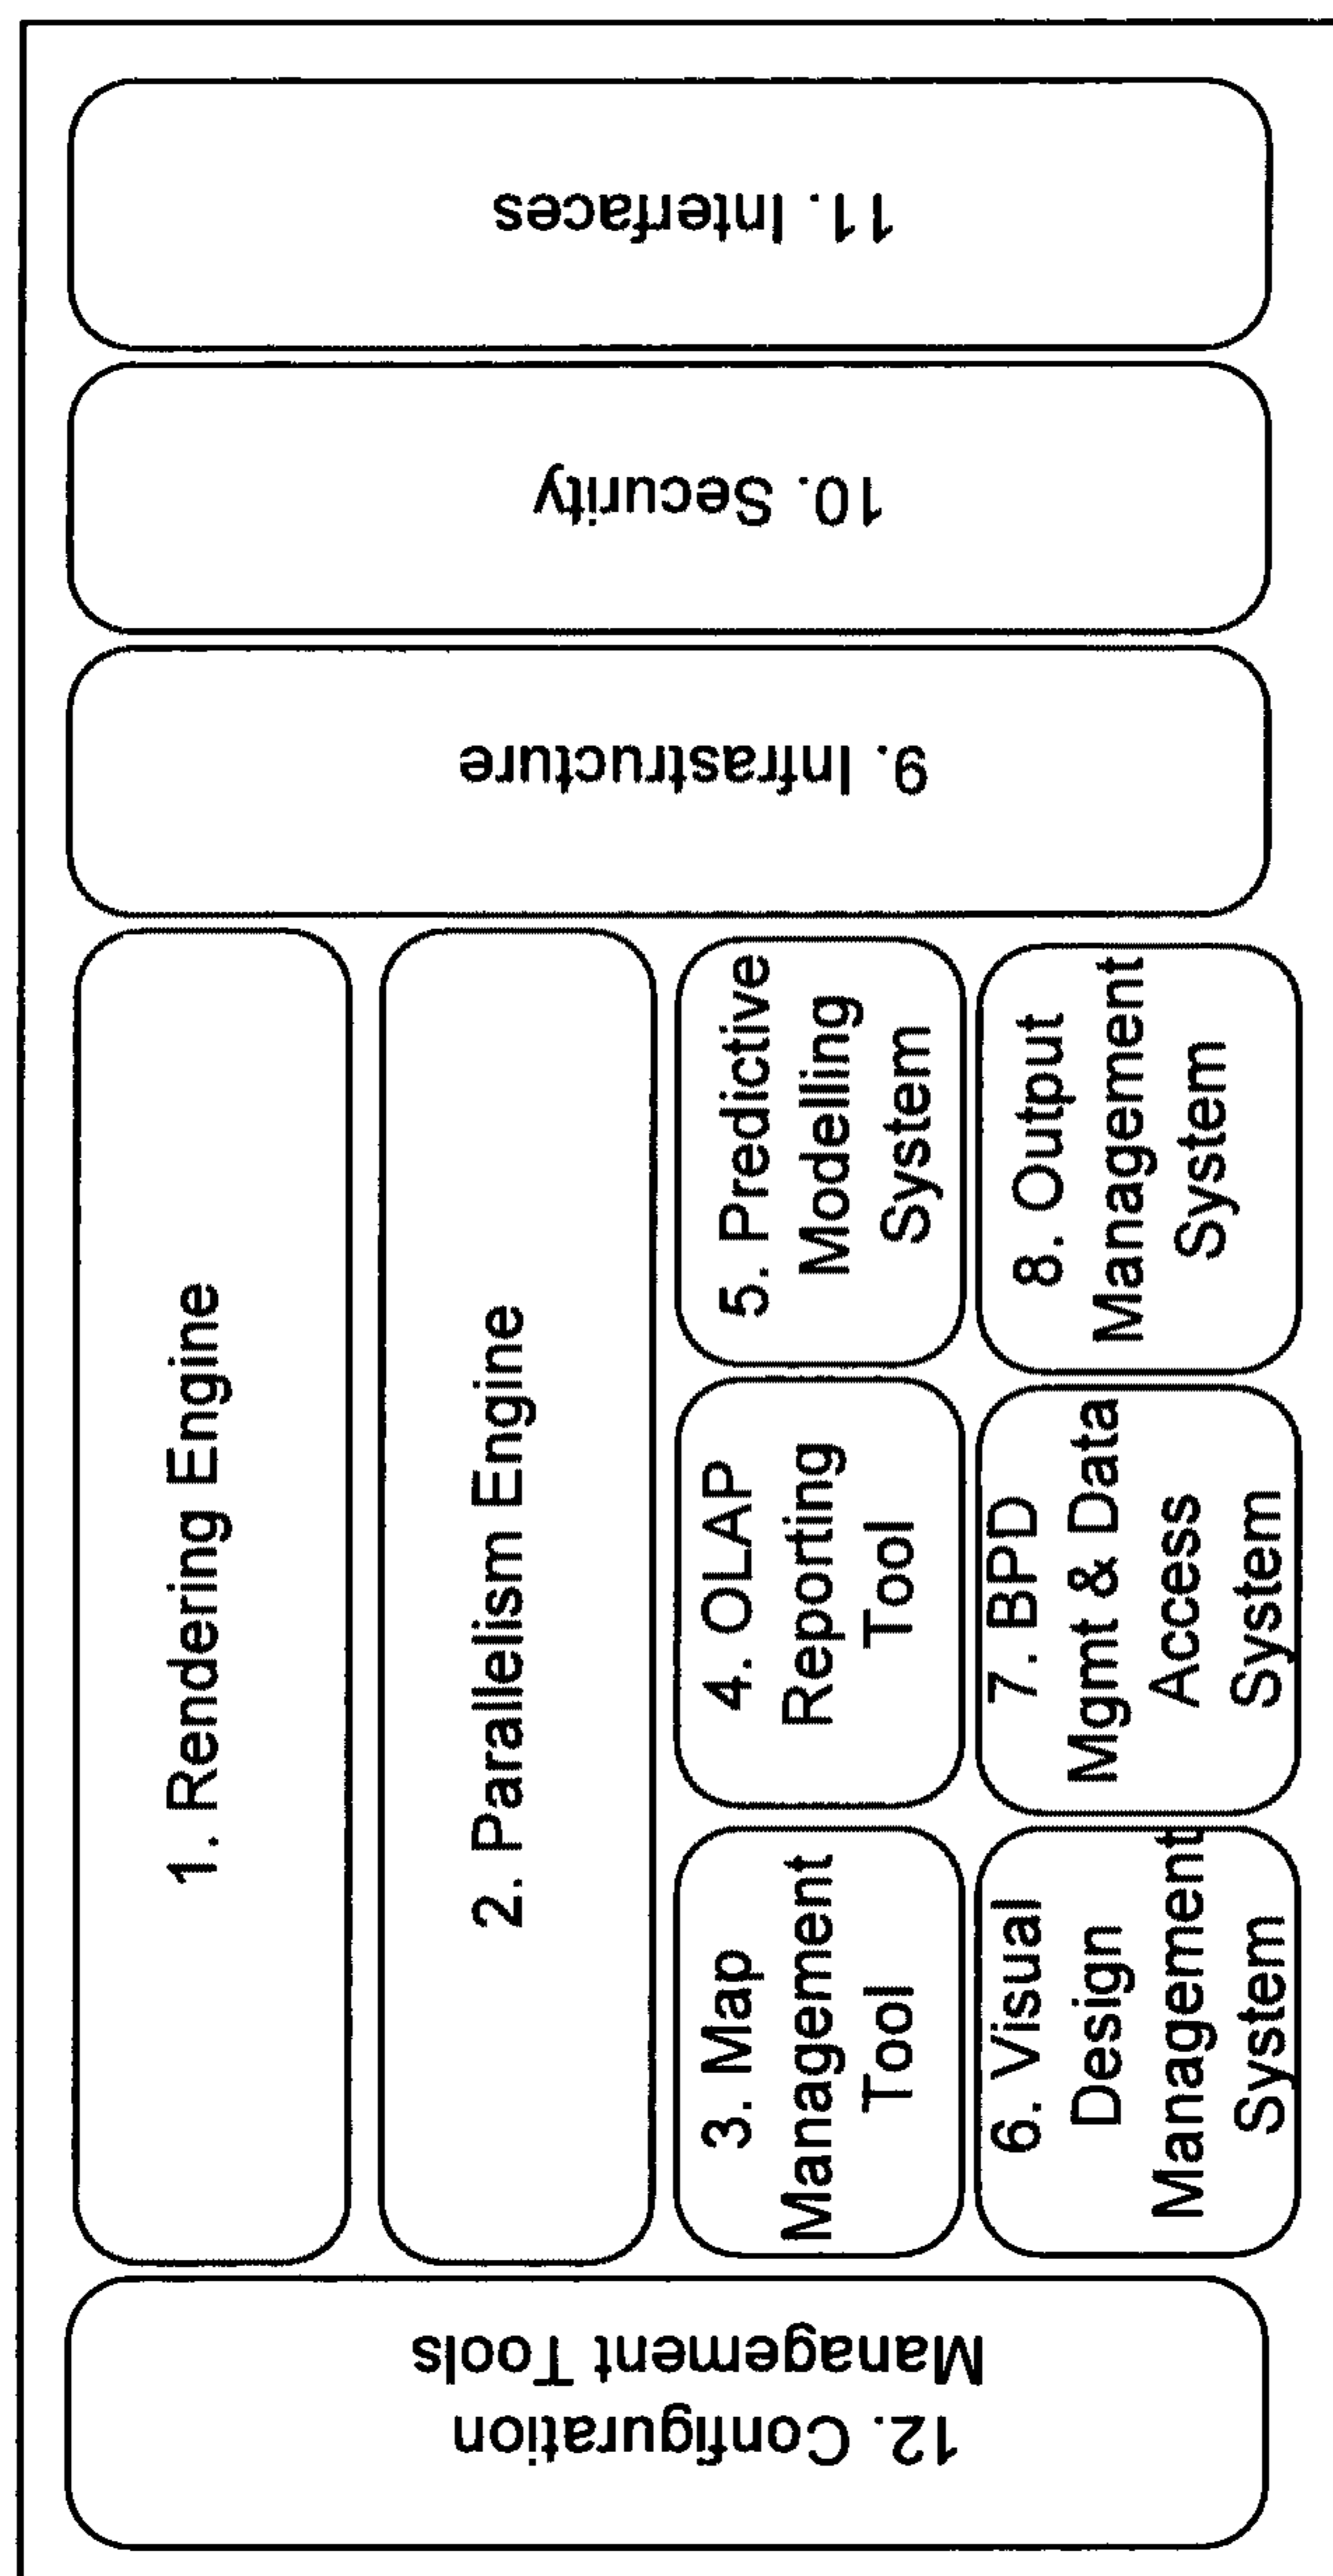 1. Rendering Engine
2. Parallelism Engine
3. Map
Management
Tool
4. OLAP
Reporting
Tool
5. Predictive
Modelling
System
6. Visual
Design
Management
System
7. BPD
Mgmt & Data
Access
System
8. Output
Management
System
9. Infrastructure
10. Security
11. Interfaces
12. Configuration
Management Tools